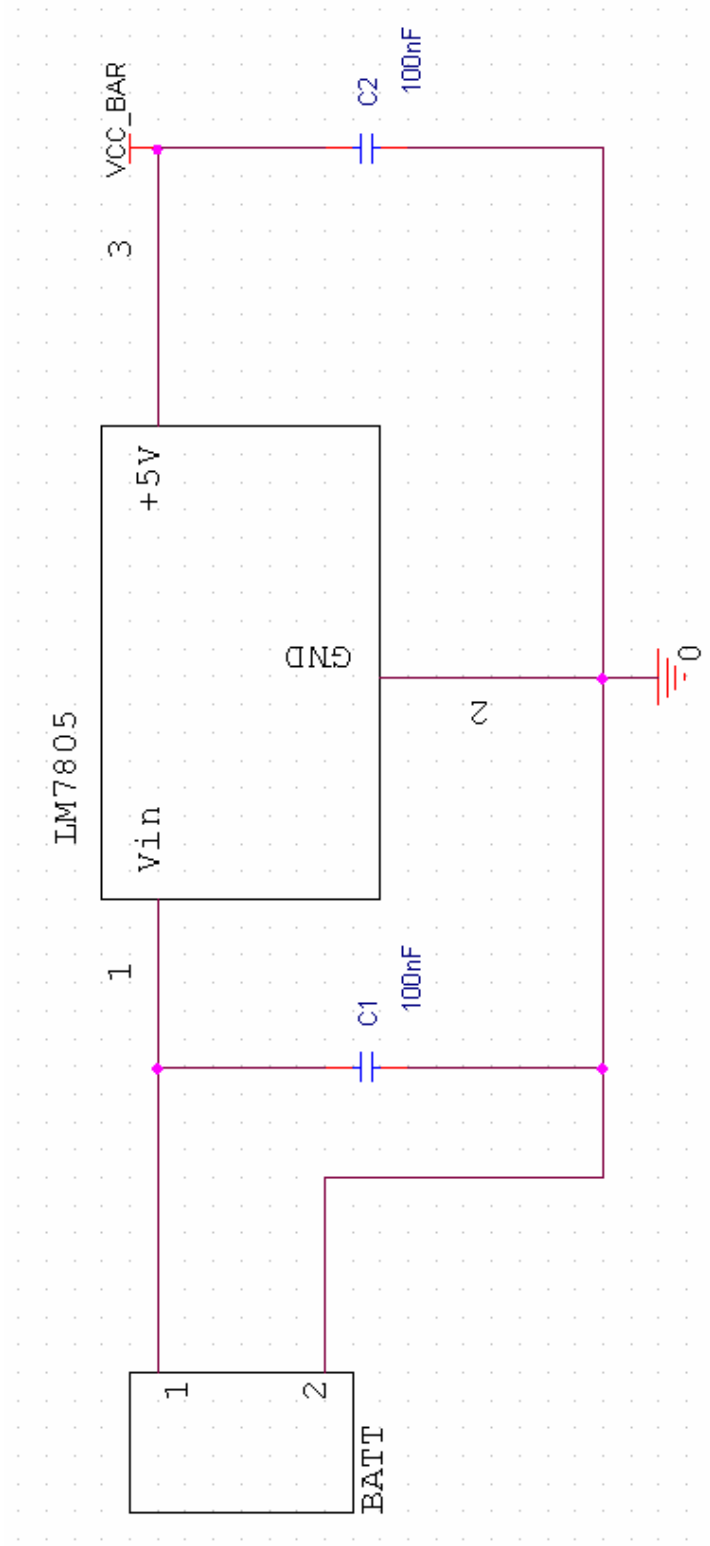 VCC_BAR
C2
100nF
3
+5V
GND
LM7805
Vin
2
0
1
C1
100nF
1
2
BATT